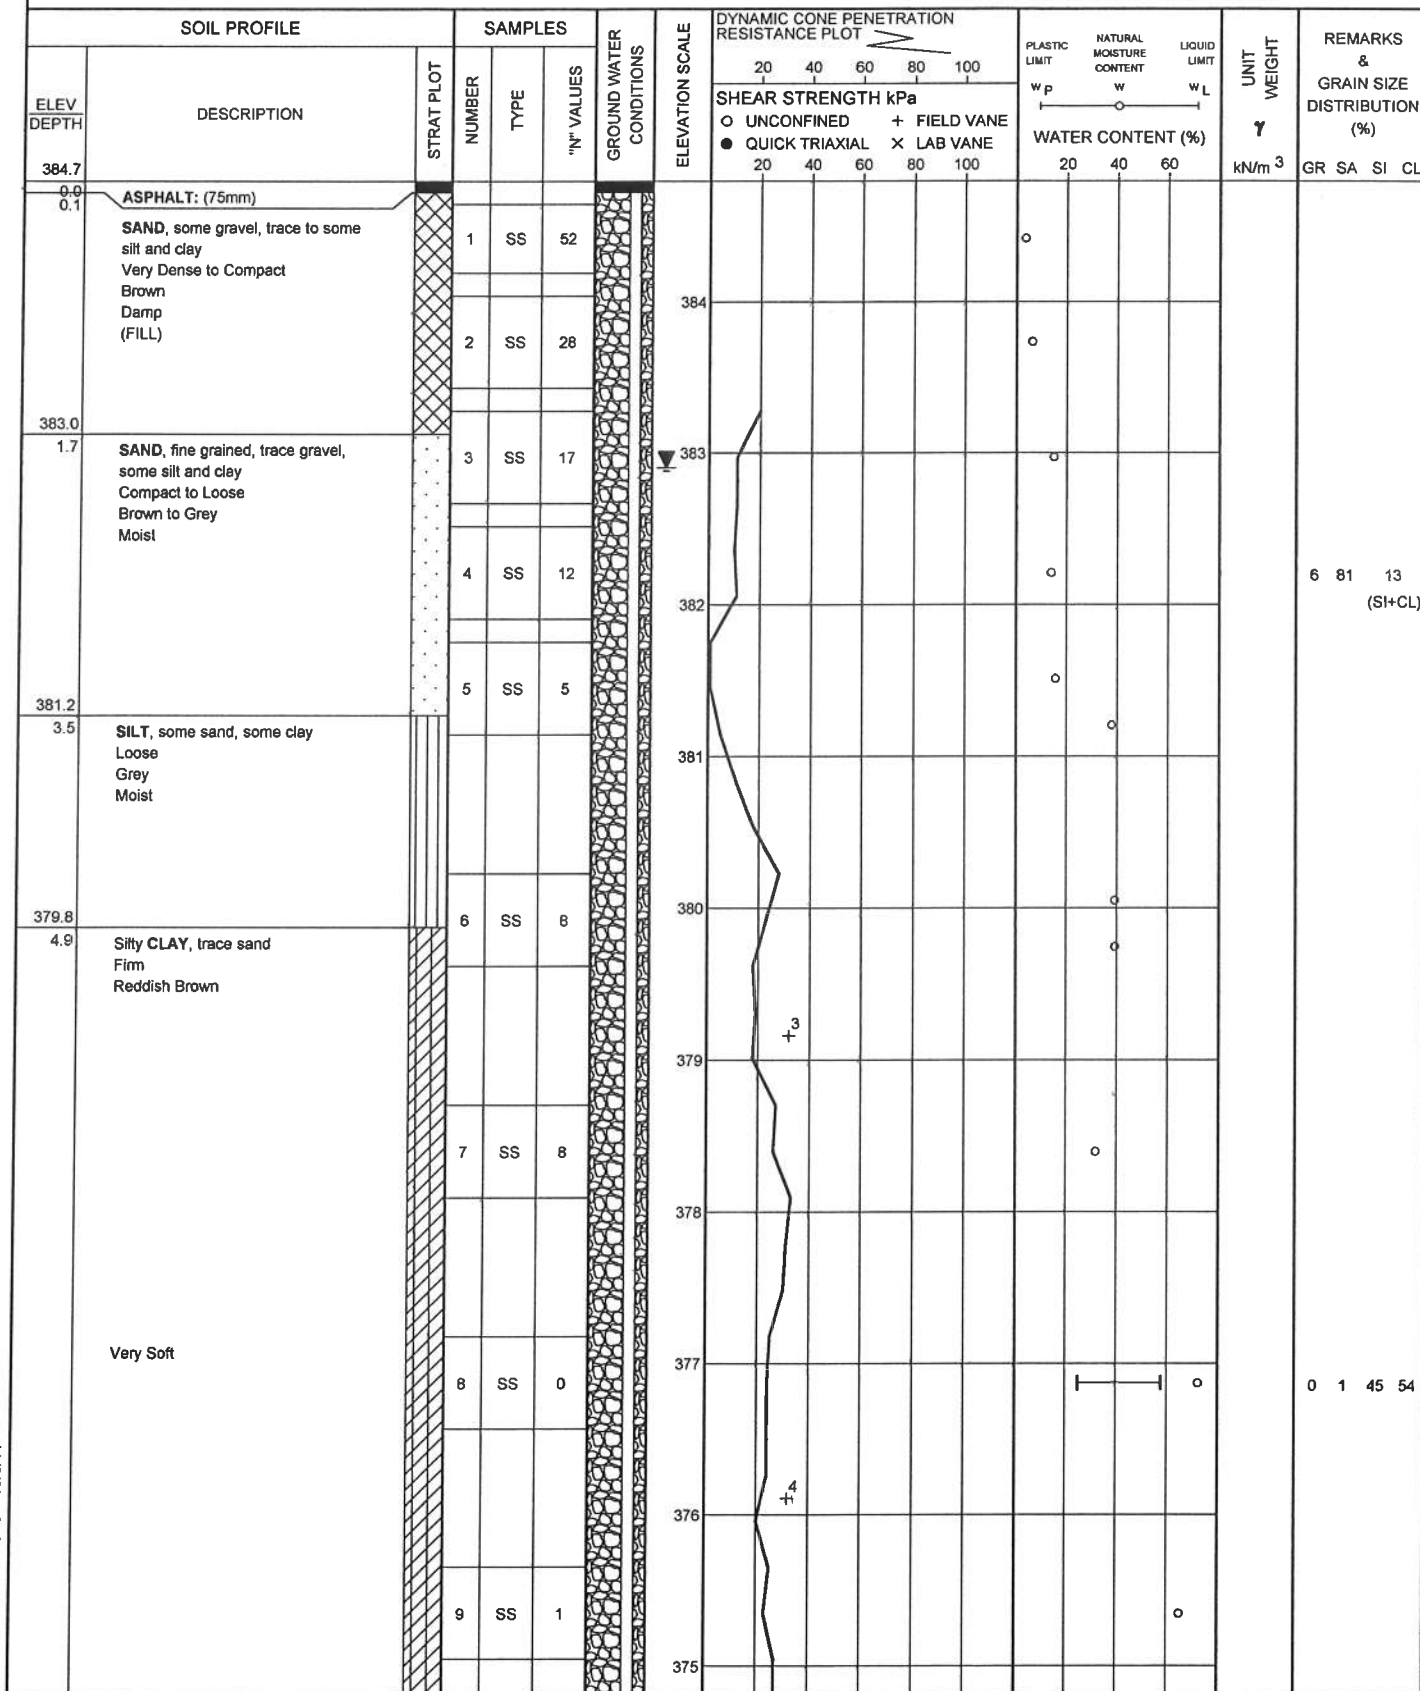 SOIL PROFILE
SAMPLES
GROUND WATER
CONDITIONS
ELEVATION SCALE
DYNAMIC CONE PENETRATION
RESISTANCE PLOT
20 40 60 80 100
SHEAR STRENGTH kPa
O UNCONFINED + FIELD VANE
● QUICK TRIAXIAL × LAB VANE
20 40 60 80 100
PLASTIC
LIMIT
NATURAL
MOISTURE
CONTENT
LIQUID
LIMIT
W P
W
W L
WATER CONTENT (%)
20 40 60
UNIT
WEIGHT
γ
kN/m 3
REMARKS
&
GRAIN SIZE
DISTRIBUTION
(%)
GR SA SI CL
ELEV
DEPTH
DESCRIPTION
STRAT PLOT
NUMBER
TYPE
"N" VALUES
384.7
0.0
0.1
ASPHALT: (75mm)
SAND, some gravel, trace to some
silt and clay
Very Dense to Compact
Brown
Damp
(FILL)
1 SS 52
384
2 SS 28
383.0
1.7
SAND, fine grained, trace gravel,
some silt and clay
Compact to Loose
Brown to Grey
Moist
3 SS 17
383
4 SS 12
6 81 13
(SI+CL)
382
5 SS 5
381.2
3.5
SILT, some sand, some clay
Loose
Grey
Moist
381
380
379.8
4.9
6 SS 8
Silty CLAY, trace sand
Firm
Reddish Brown
3
379
7 SS 8
378
Very Soft
377
8 SS 0
0 1 45 54
4
376
9 SS 1
375